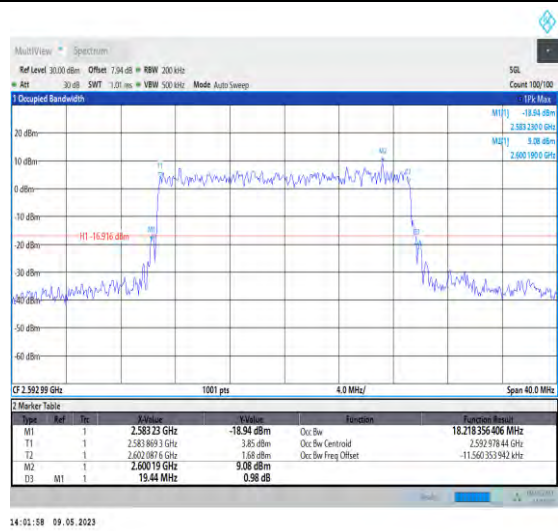 MultiView Spectrum
Ref Level 30.00 dBm Offset 7.94 dB RBW 200 kHz SGL
Att 30 dB SWT 1.01 ms VBW 500 kHz Mode Auto Sweep Count 100/100
1 Occupied Bandwidth 1Pk Max
M1[1] -18.94 dBm
2.583 2300 GHz
M2[1] 9.08 dBm
2.600 1900 GHz
20 dBm
10 dBm
0 dBm
-10 dBm
H1 -16.916 dBm
-20 dBm
-30 dBm
-40 dBm
-50 dBm
-60 dBm
M1
T1
M2
CF 2.592 99 GHz 1001 pts 4.0 MHz/ Span 40.0 MHz
2 Marker Table
Type Ref Trc X-Value Y-Value Function Function Result
M1 1 2.583 23 GHz -18.94 dBm Occ Bw 18.218 356 406 MHz
T1 1 2.583 869 3 GHz 3.85 dBm Occ Bw Centroid 2.592 978 44 GHz
T2 1 2.602 087 6 GHz 1.68 dBm Occ Bw Freq Offset -11.560 353 942 kHz
M2 1 2.600 19 GHz 9.08 dBm
D3 M1 1 19.44 MHz 0.98 dB
Ready
14:01:58 09.05.2023